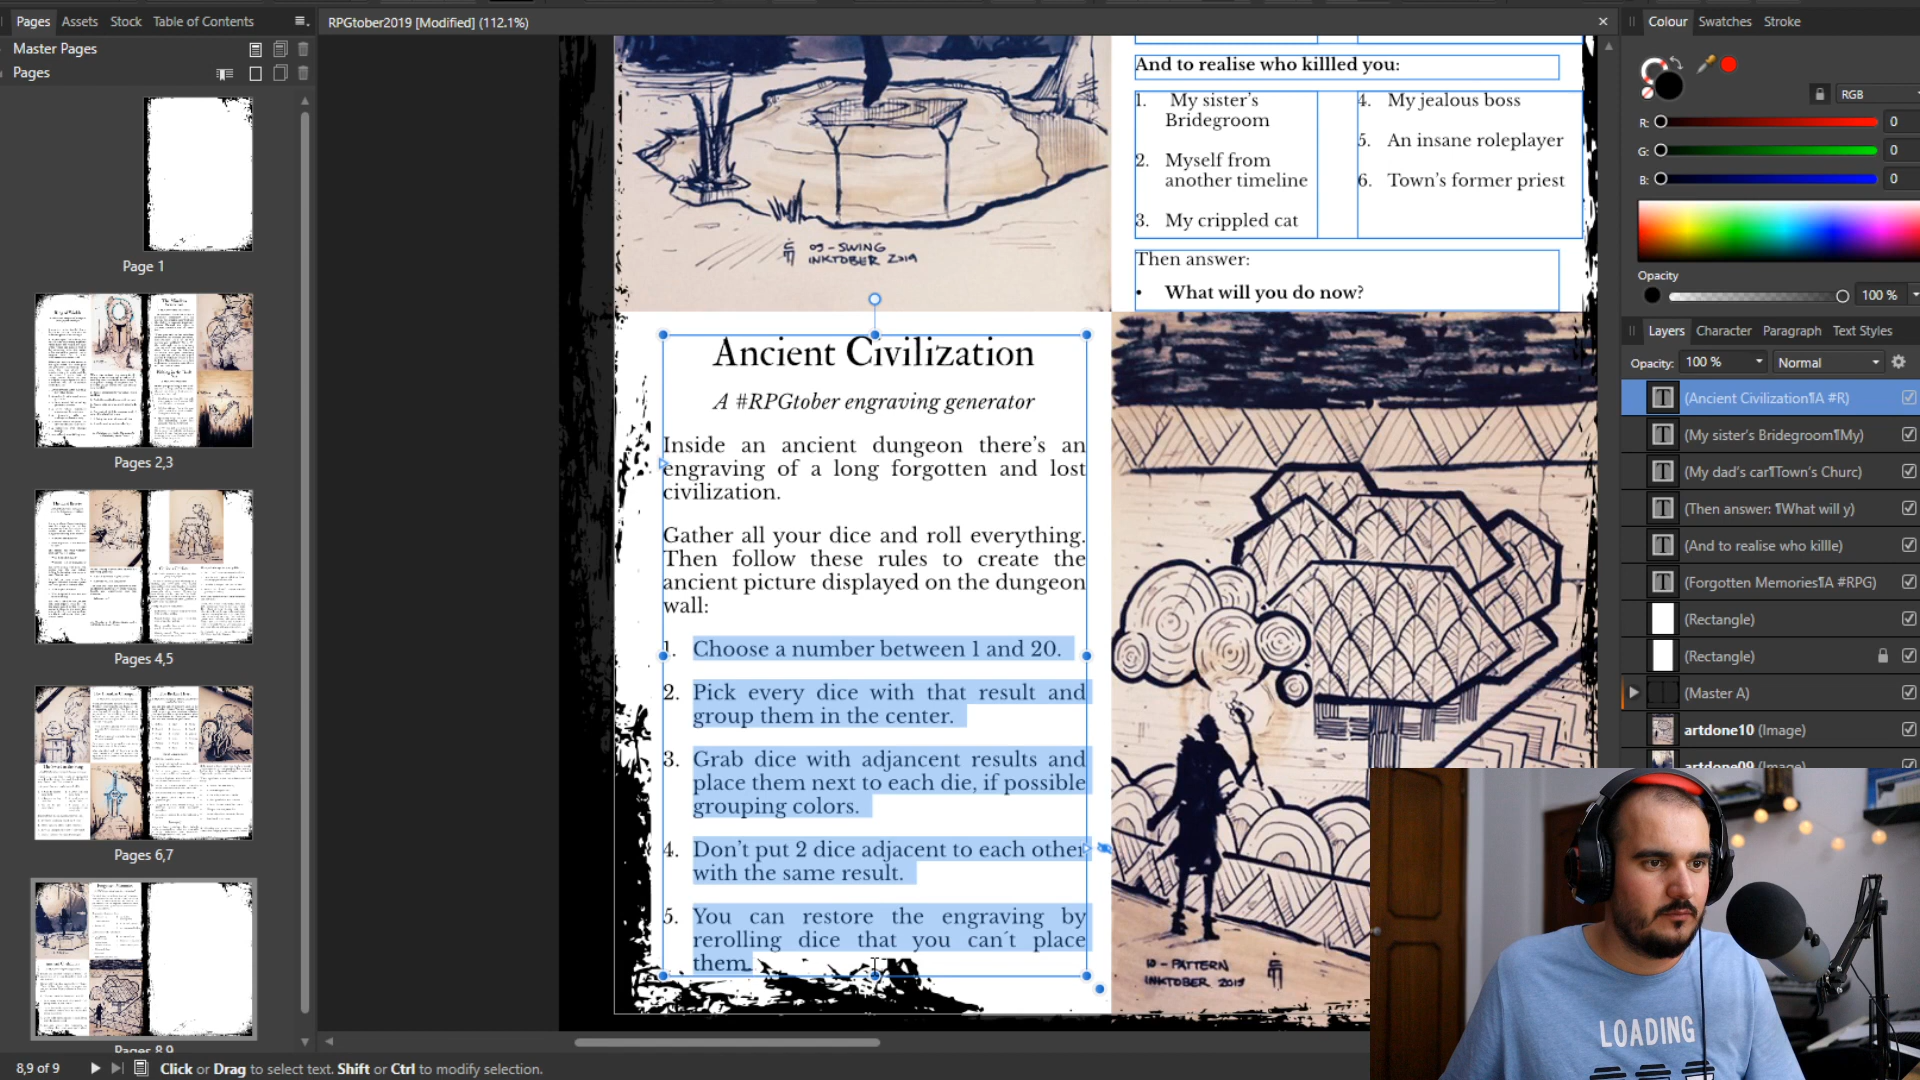 Pages
Assets
Stock
Table of Contents
RPGtober2019 [Modified] (112.1%)
Colour
Swatches
Stroke
Master Pages
Pages
Page 1
Pages 2,3
Pages 4,5
Pages 6,7
Pages 8,9
And to realise who killled you:
1. My sister's
Bridegroom
2. Myself from
another timeline
3. My crippled cat
4. My jealous boss
5. An insane roleplayer
6. Town's former priest
Then answer:
• What will you do now?
09 - SWING
INKTOBER 2019
Ancient Civilization
A #RPGtober engraving generator
Inside an ancient dungeon there's an
engraving of a long forgotten and lost
civilization.
Gather all your dice and roll everything.
Then follow these rules to create the
ancient picture displayed on the dungeon
wall:
1. Choose a number between 1 and 20.
2. Pick every dice with that result and
group them in the center.
3. Grab dice with adjancent results and
place them next to each die, if possible
grouping colors.
4. Don't put 2 dice adjacent to each other
with the same result.
5. You can restore the engraving by
rerolling dice that you can´t place
them.
10 - PATTERN
INKTOBER 2019
RGB
R:
0
G:
0
B:
0
Opacity
100 %
Layers
Character
Paragraph
Text Styles
Opacity:
100 %
Normal
(Ancient Civilization¶A #R)
(My sister's Bridegroom¶My)
(My dad's car¶Town's Churc)
(Then answer: ¶What will y)
(And to realise who killle)
(Forgotten Memories¶A #RPG)
(Rectangle)
(Rectangle)
(Master A)
artdone10 (Image)
artdone09 (Image)
LOADING
8,9 of 9
Click or Drag to select text. Shift or Ctrl to modify selection.